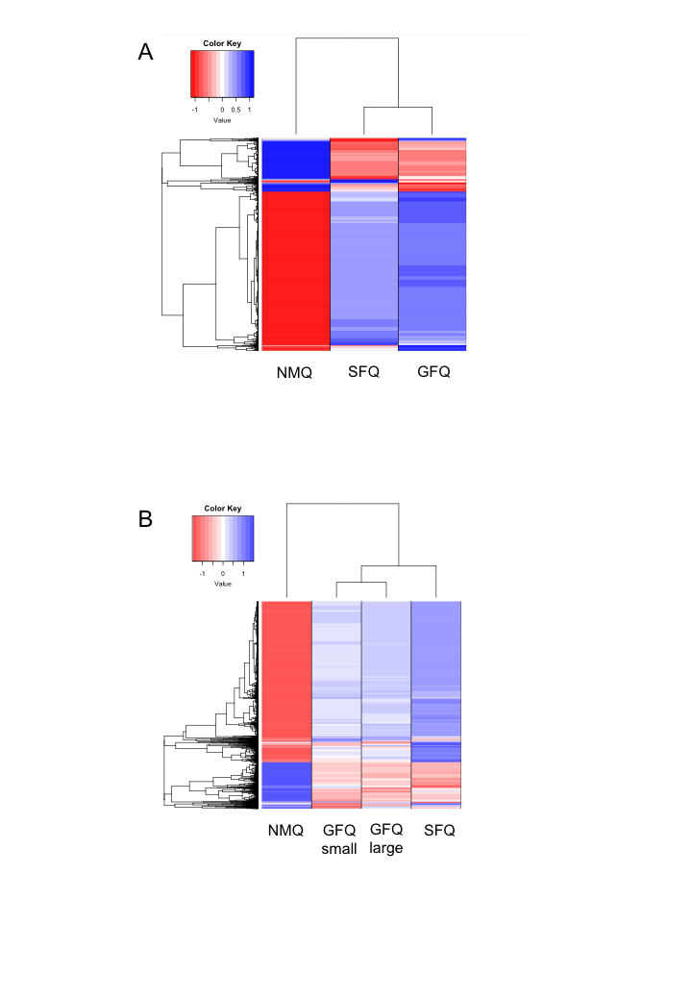 A
Color Key
-1 0 0.5 1
Value
NMQ SFQ GFQ
B
Color Key
-1 0 1
Value
NMQ GFQ small GFQ large SFQ